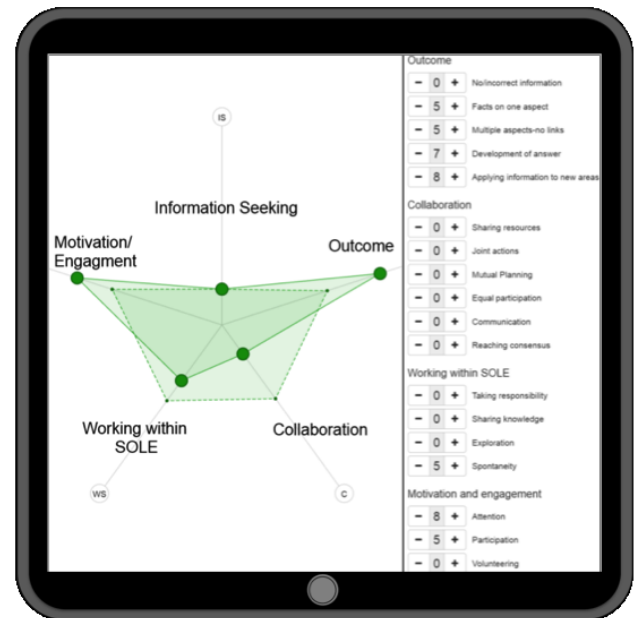 IS
Information Seeking
Motivation/
Engagment
Outcome
Working within
SOLE
Collaboration
WS
C
Outcome
− 0 + No/incorrect information
− 5 + Facts on one aspect
− 5 + Multiple aspects-no links
− 7 + Development of answer
− 8 + Applying information to new areas
Collaboration
− 0 + Sharing resources
− 0 + Joint actions
− 0 + Mutual Planning
− 0 + Equal participation
− 0 + Communication
− 0 + Reaching consensus
Working within SOLE
− 0 + Taking responsibility
− 0 + Sharing knowledge
− 0 + Exploration
− 5 + Spontaneity
Motivation and engagement
− 8 + Attention
− 5 + Participation
− 0 + Volunteering